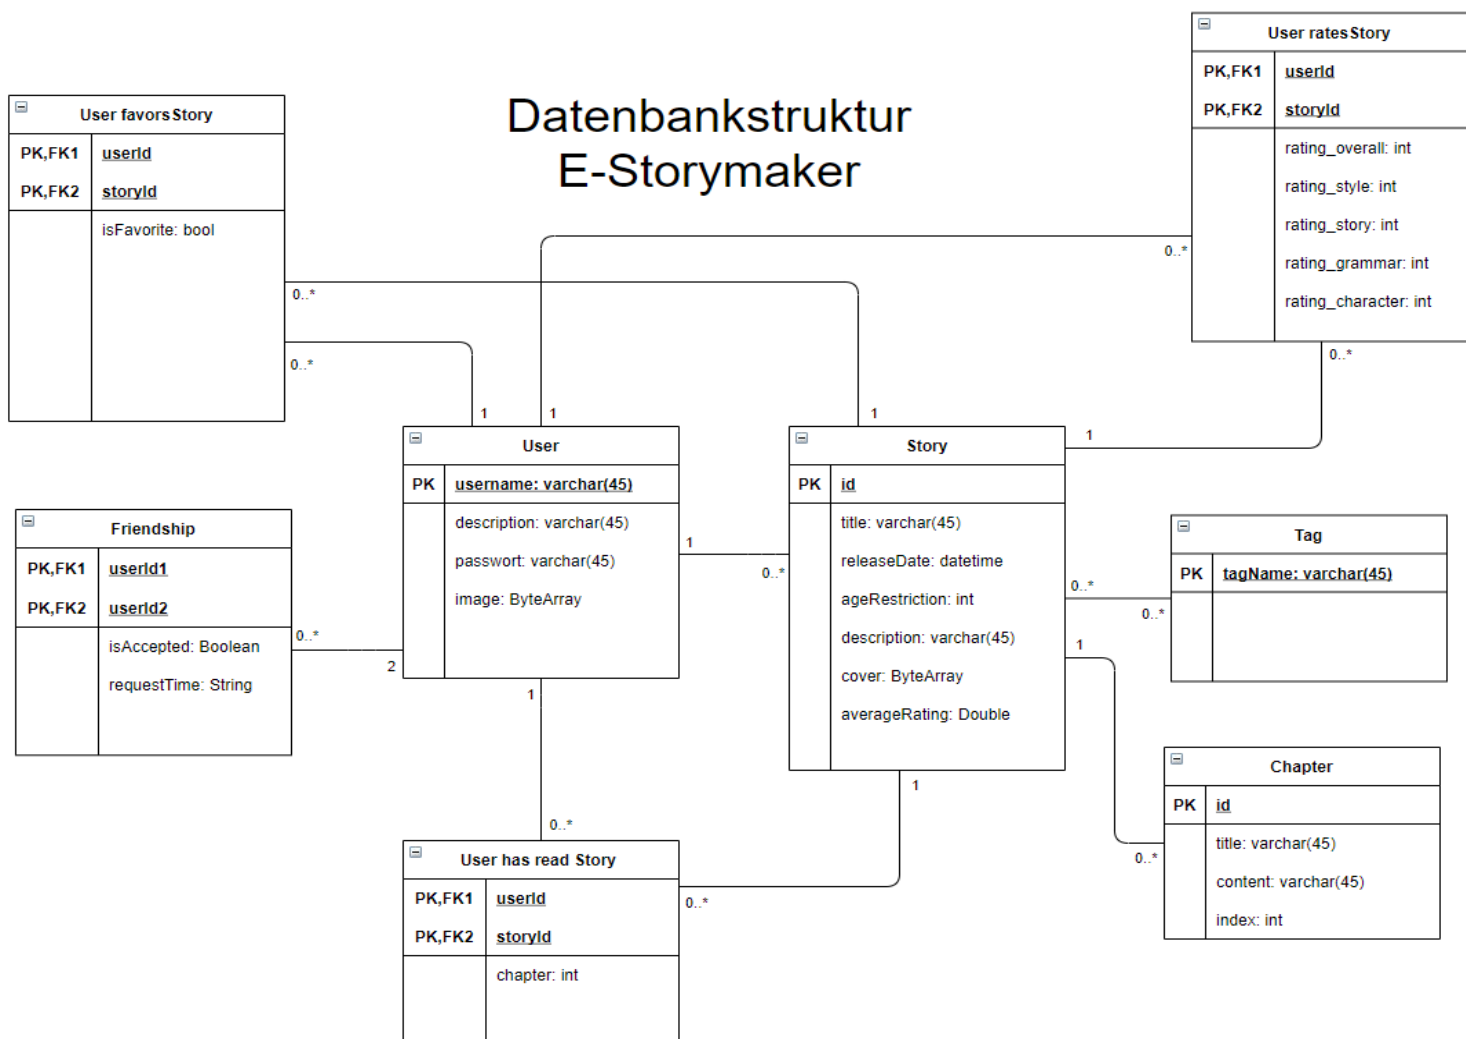 Datenbankstruktur
E-Storymaker
User favorsStory
PK,FK1 userId
PK,FK2 storyId
isFavorite: bool
0..*
0..*
1
1
1
User ratesStory
PK,FK1 userId
PK,FK2 storyId
rating_overall: int
rating_style: int
rating_story: int
rating_grammar: int
rating_character: int
0..*
0..*
1
User
PK username: varchar(45)
description: varchar(45)
passwort: varchar(45)
image: ByteArray
1
0..*
Story
PK id
title: varchar(45)
releaseDate: datetime
ageRestriction: int
description: varchar(45)
cover: ByteArray
averageRating: Double
Friendship
PK,FK1 userId1
PK,FK2 userId2
isAccepted: Boolean
requestTime: String
0..*
2
Tag
PK tagName: varchar(45)
0..*
0..*
1
Chapter
PK id
title: varchar(45)
content: varchar(45)
index: int
0..*
1
0..*
1
0..*
User has read Story
PK,FK1 userId
PK,FK2 storyId
chapter: int